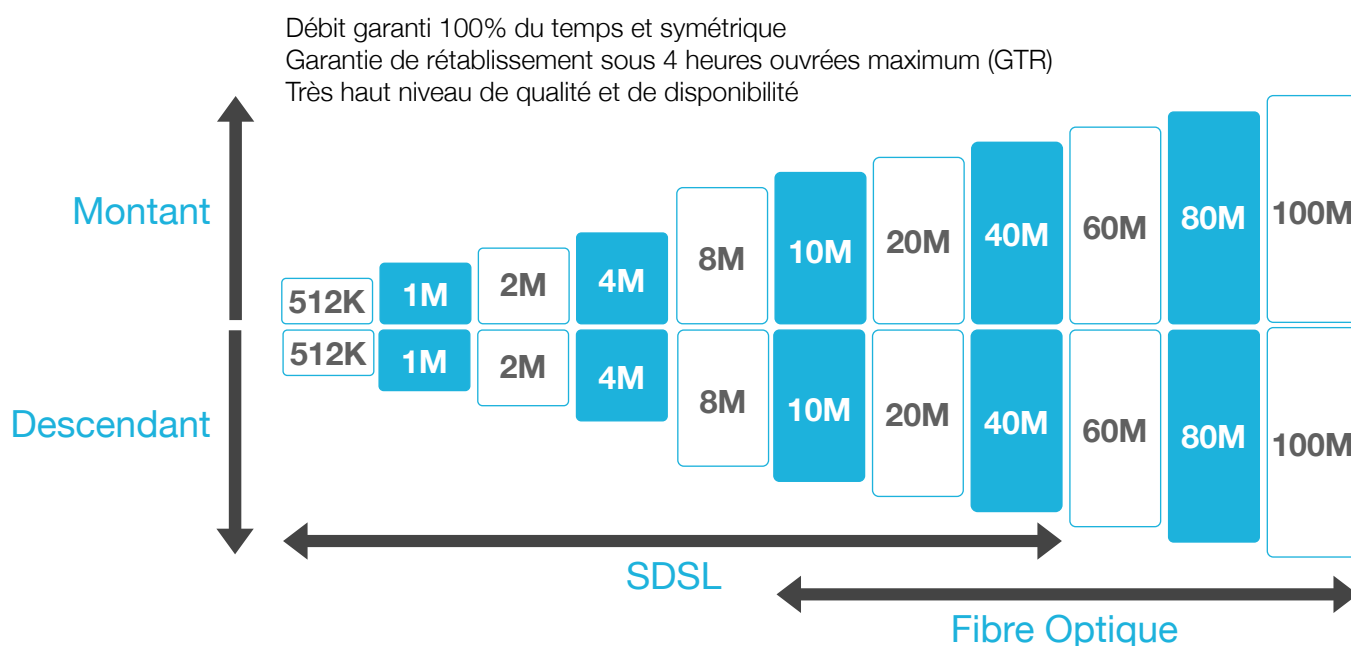 Débit garanti 100% du temps et symétrique
Garantie de rétablissement sous 4 heures ouvrées maximum (GTR)
Très haut niveau de qualité et de disponibilité
Montant
512K 1M 2M 4M 8M 10M 20M 40M 60M 80M 100M
512K 1M 2M 4M 8M 10M 20M 40M 60M 80M 100M
Descendant
SDSL
Fibre Optique